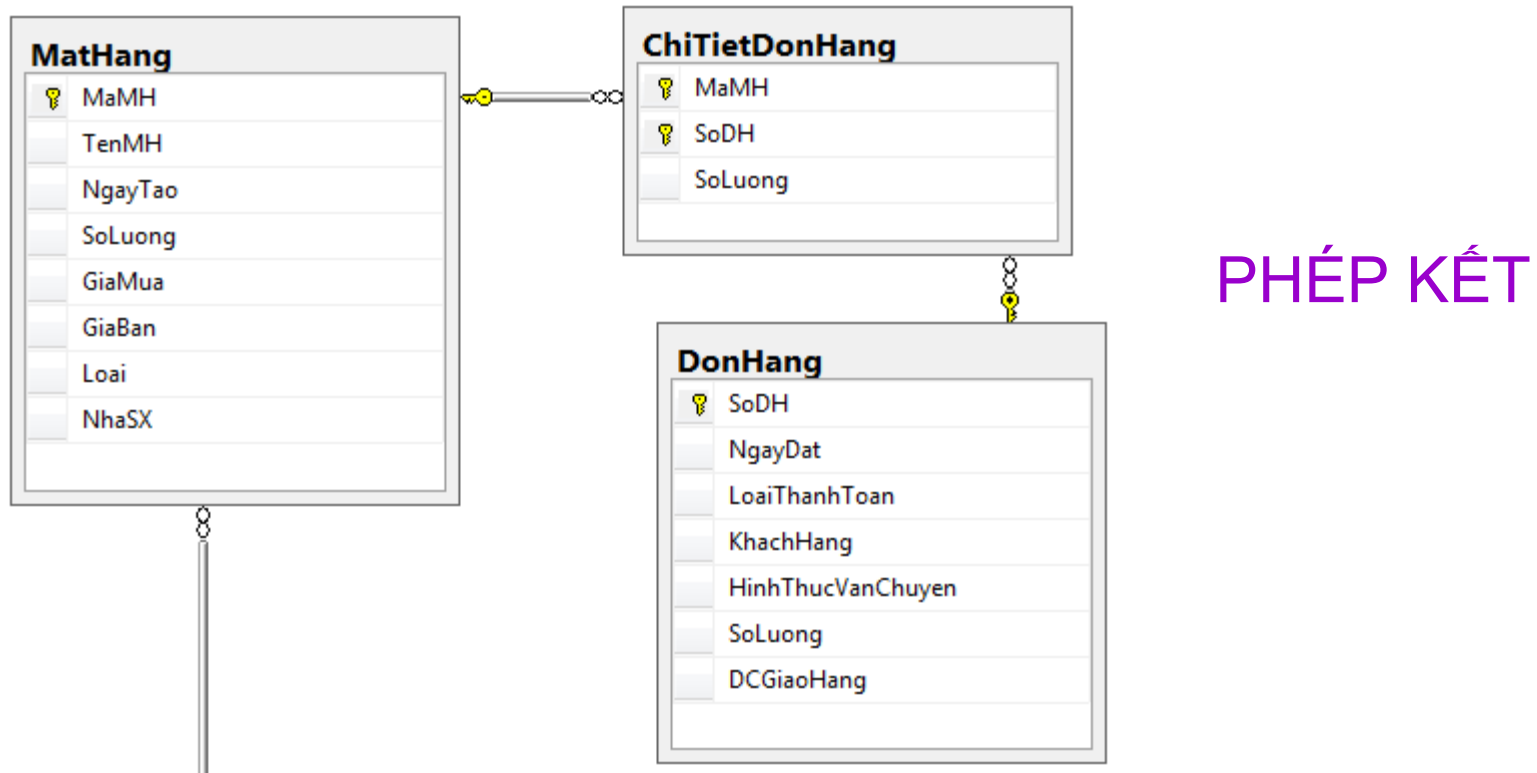 MatHang
MaMH
TenMH
NgayTao
SoLuong
GiaMua
GiaBan
Loai
NhaSX
ChiTietDonHang
MaMH
SoDH
SoLuong
DonHang
SoDH
NgayDat
LoaiThanhToan
KhachHang
HinhThucVanChuyen
SoLuong
DCGiaoHang
PHÉP KẾT